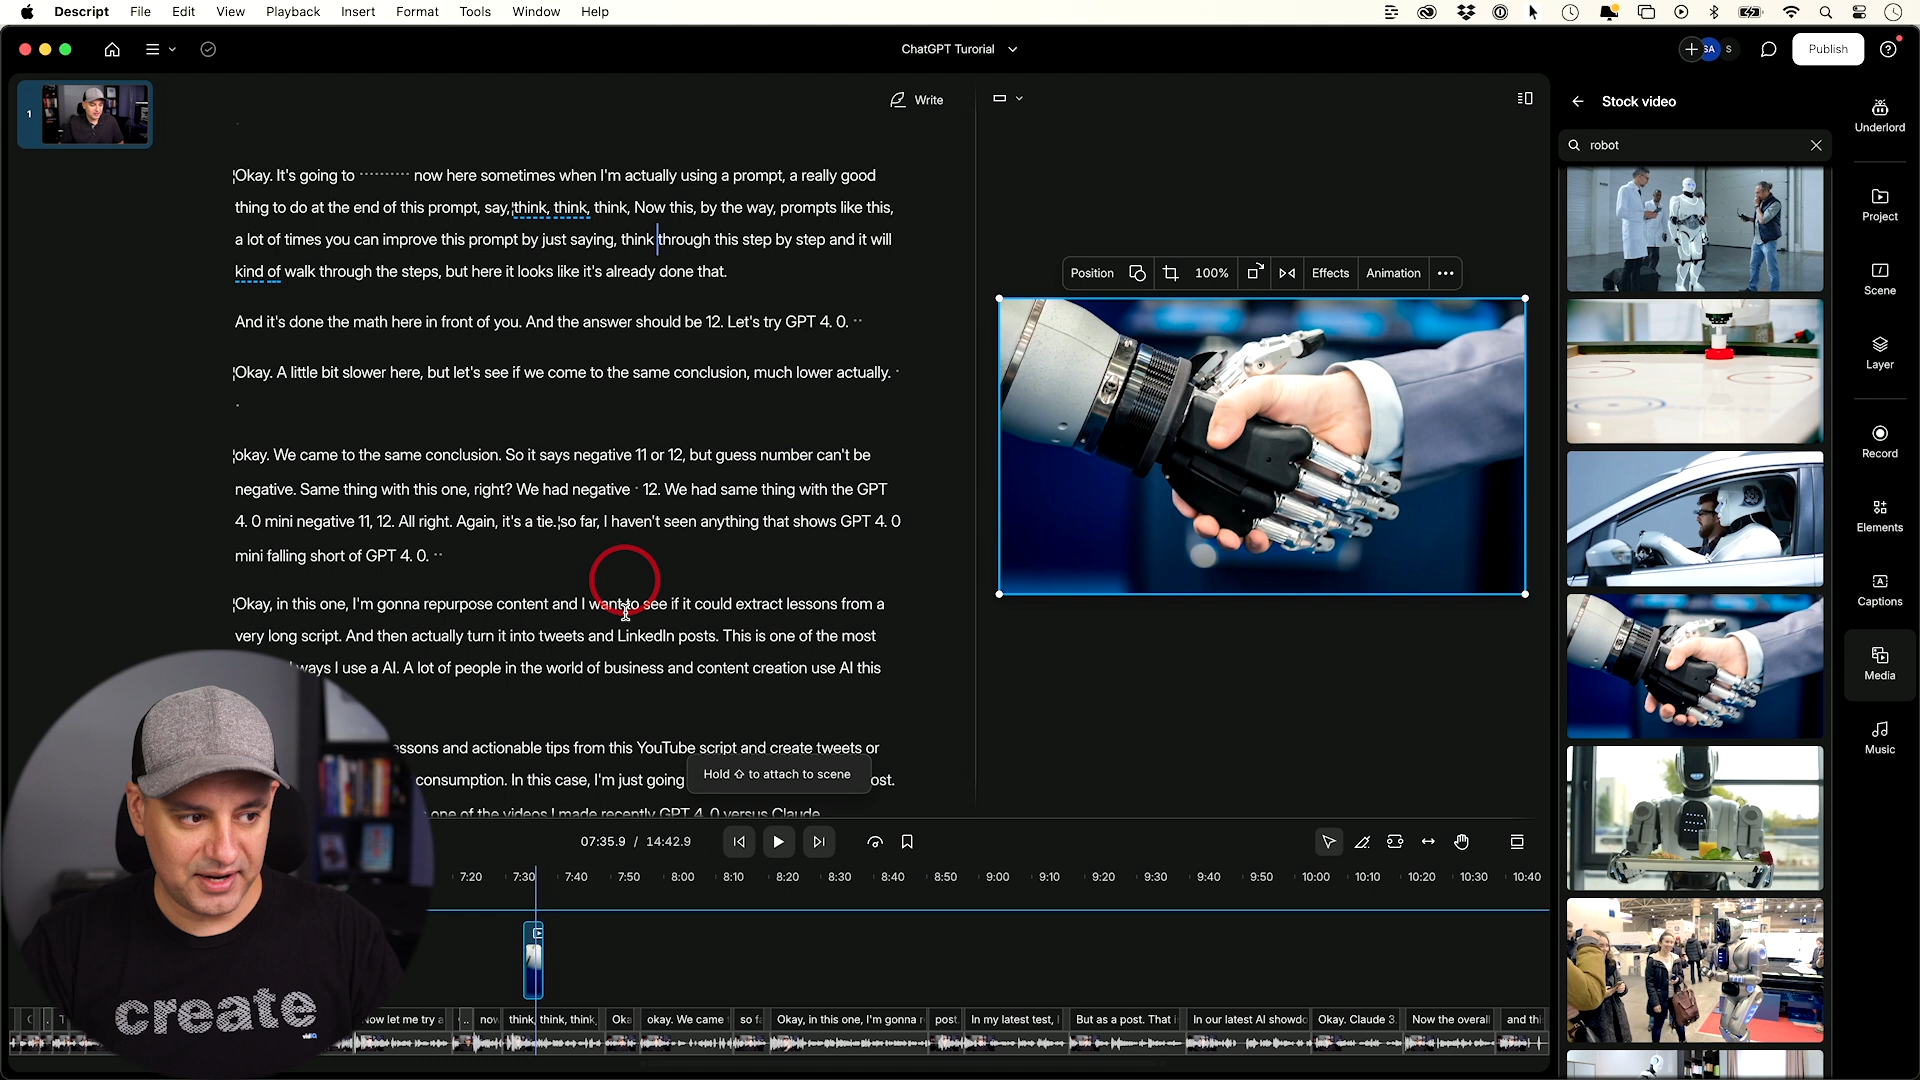 Descript File Edit View Playback Insert Format Tools Window Help
ChatGPT Turorial
SA S
Publish
1
Write
Okay. It's going to now here sometimes when I'm actually using a prompt, a really good
thing to do at the end of this prompt, say, think, think, think, Now this, by the way, prompts like this,
a lot of times you can improve this prompt by just saying, think through this step by step and it will
kind of walk through the steps, but here it looks like it's already done that.
And it's done the math here in front of you. And the answer should be 12. Let's try GPT 4. 0.
Okay. A little bit slower here, but let's see if we come to the same conclusion, much lower actually.
okay. We came to the same conclusion. So it says negative 11 or 12, but guess number can't be
negative. Same thing with this one, right? We had negative 12. We had same thing with the GPT
4. 0 mini negative 11, 12. All right. Again, it's a tie. so far, I haven't seen anything that shows GPT 4. 0
mini falling short of GPT 4. 0.
Okay, in this one, I'm gonna repurpose content and I want to see if it could extract lessons from a
very long script. And then actually turn it into tweets and LinkedIn posts. This is one of the most
ways I use a AI. A lot of people in the world of business and content creation use AI this
essons and actionable tips from this YouTube script and create tweets or
consumption. In this case, I'm just going ost.
one of the videos I made recently GPT 4. 0 versus Claude
Hold ⇧ to attach to scene
Position 100% Effects Animation
Stock video
robot
Underlord
Project
Scene
Layer
Record
Elements
Captions
Media
Music
07:35.9 / 14:42.9
7:20 7:30 7:40 7:50 8:00 8:10 8:20 8:30 8:40 8:50 9:00 9:10 9:20 9:30 9:40 9:50 10:00 10:10 10:20 10:30 10:40
Now let me try a .. now think, think, think, Oka okay. We came so fa Okay, in this one, I'm gonna r post. In my latest test, I But as a post. That i In our latest AI showdo Okay. Claude 3. Now the overall and thi
create